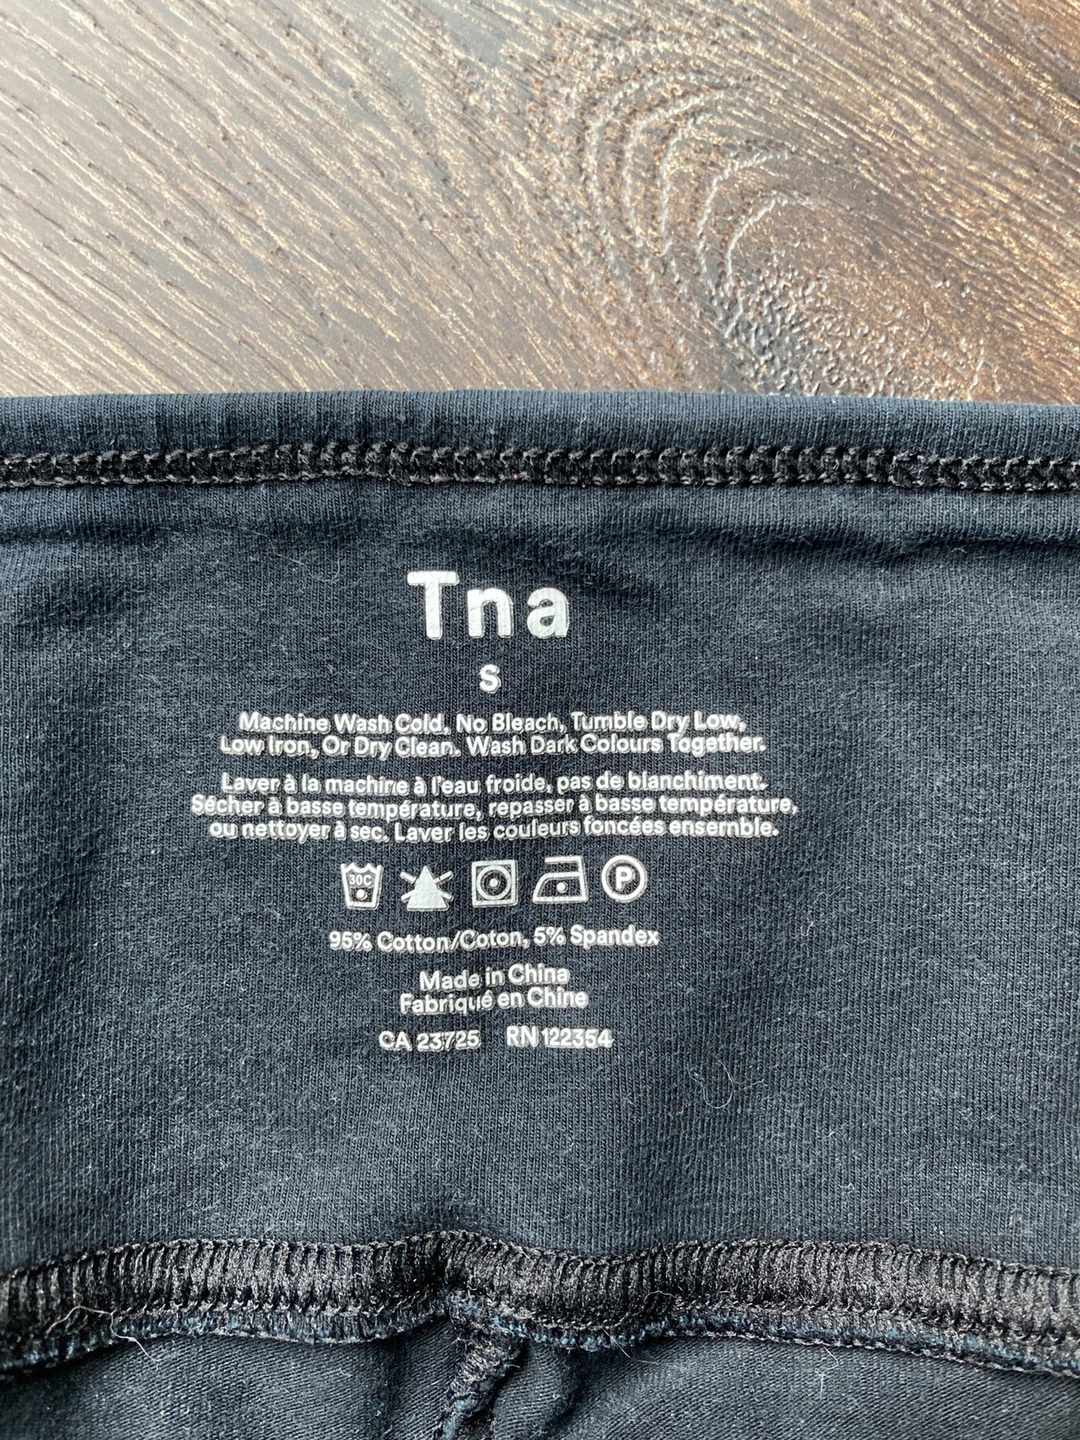 Tna
S
Machine Wash Cold. No Bleach, Tumble Dry Low,
Low Iron, Or Dry Clean. Wash Dark Colours Together.
Laver à la machine à l'eau froide, pas de blanchiment.
Sécher à basse température, repasser à basse température,
ou nettoyer à sec. Laver les couleurs foncées ensemble.
30C P
95% Cotton/Coton, 5% Spandex
Made in China
Fabriqué en Chine
CA 23725 RN 122354